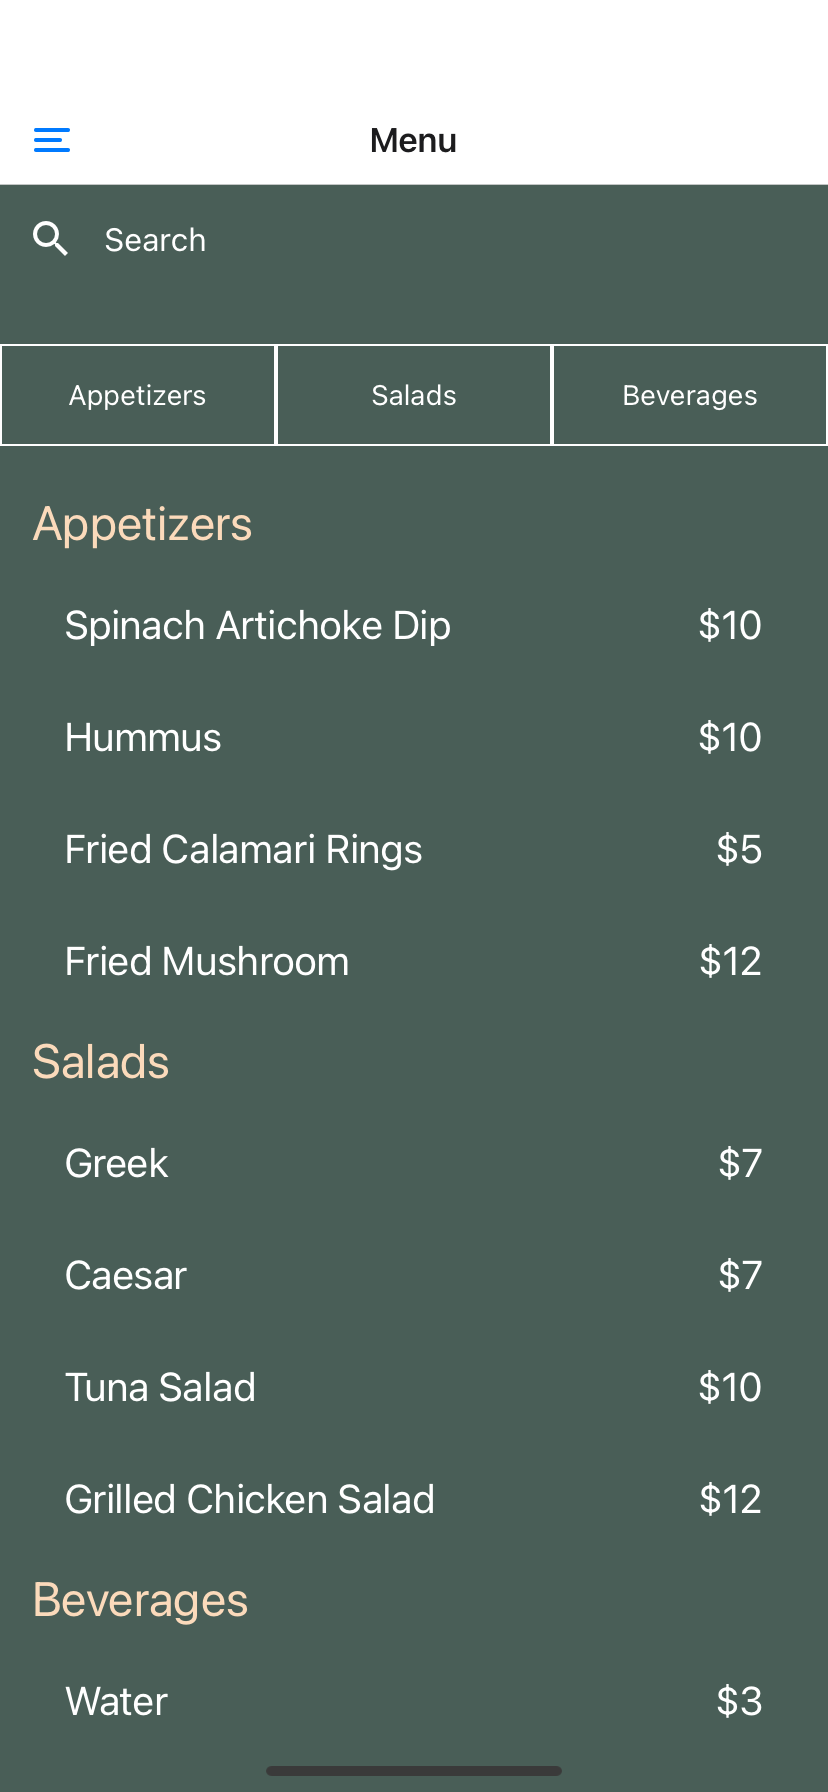 Menu
Search
Appetizers Salads Beverages
Appetizers
Spinach Artichoke Dip $10
Hummus $10
Fried Calamari Rings $5
Fried Mushroom $12
Salads
Greek $7
Caesar $7
Tuna Salad $10
Grilled Chicken Salad $12
Beverages
Water $3